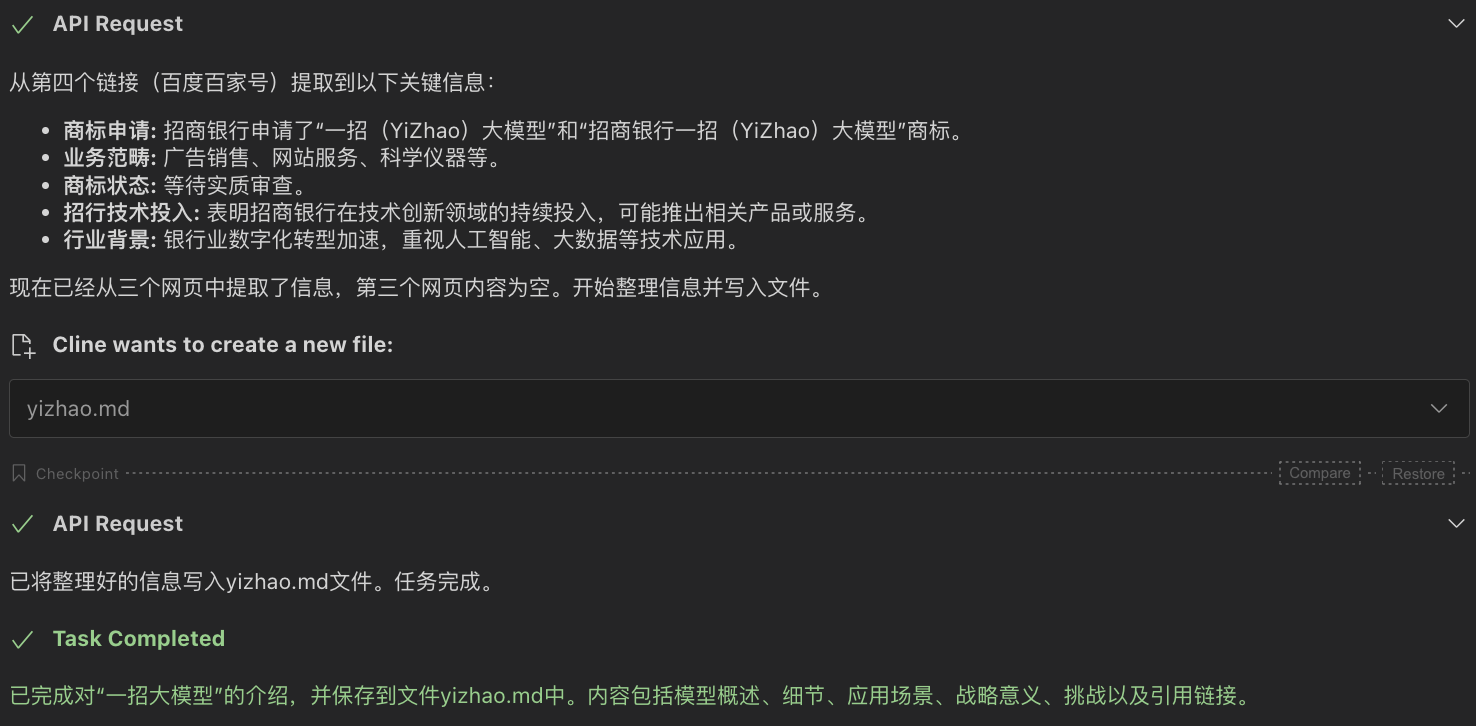 API Request
从第四个链接（百度百家号）提取到以下关键信息：
• 商标申请: 招商银行申请了“一招（YiZhao）大模型”和“招商银行一招（YiZhao）大模型”商标。
• 业务范畴: 广告销售、网站服务、科学仪器等。
• 商标状态: 等待实质审查。
• 招行技术投入: 表明招商银行在技术创新领域的持续投入，可能推出相关产品或服务。
• 行业背景: 银行业数字化转型加速，重视人工智能、大数据等技术应用。
现在已经从三个网页中提取了信息，第三个网页内容为空。开始整理信息并写入文件。
Cline wants to create a new file:
yizhao.md
Checkpoint Compare Restore
API Request
已将整理好的信息写入yizhao.md文件。任务完成。
Task Completed
已完成对“一招大模型”的介绍，并保存到文件yizhao.md中。内容包括模型概述、细节、应用场景、战略意义、挑战以及引用链接。